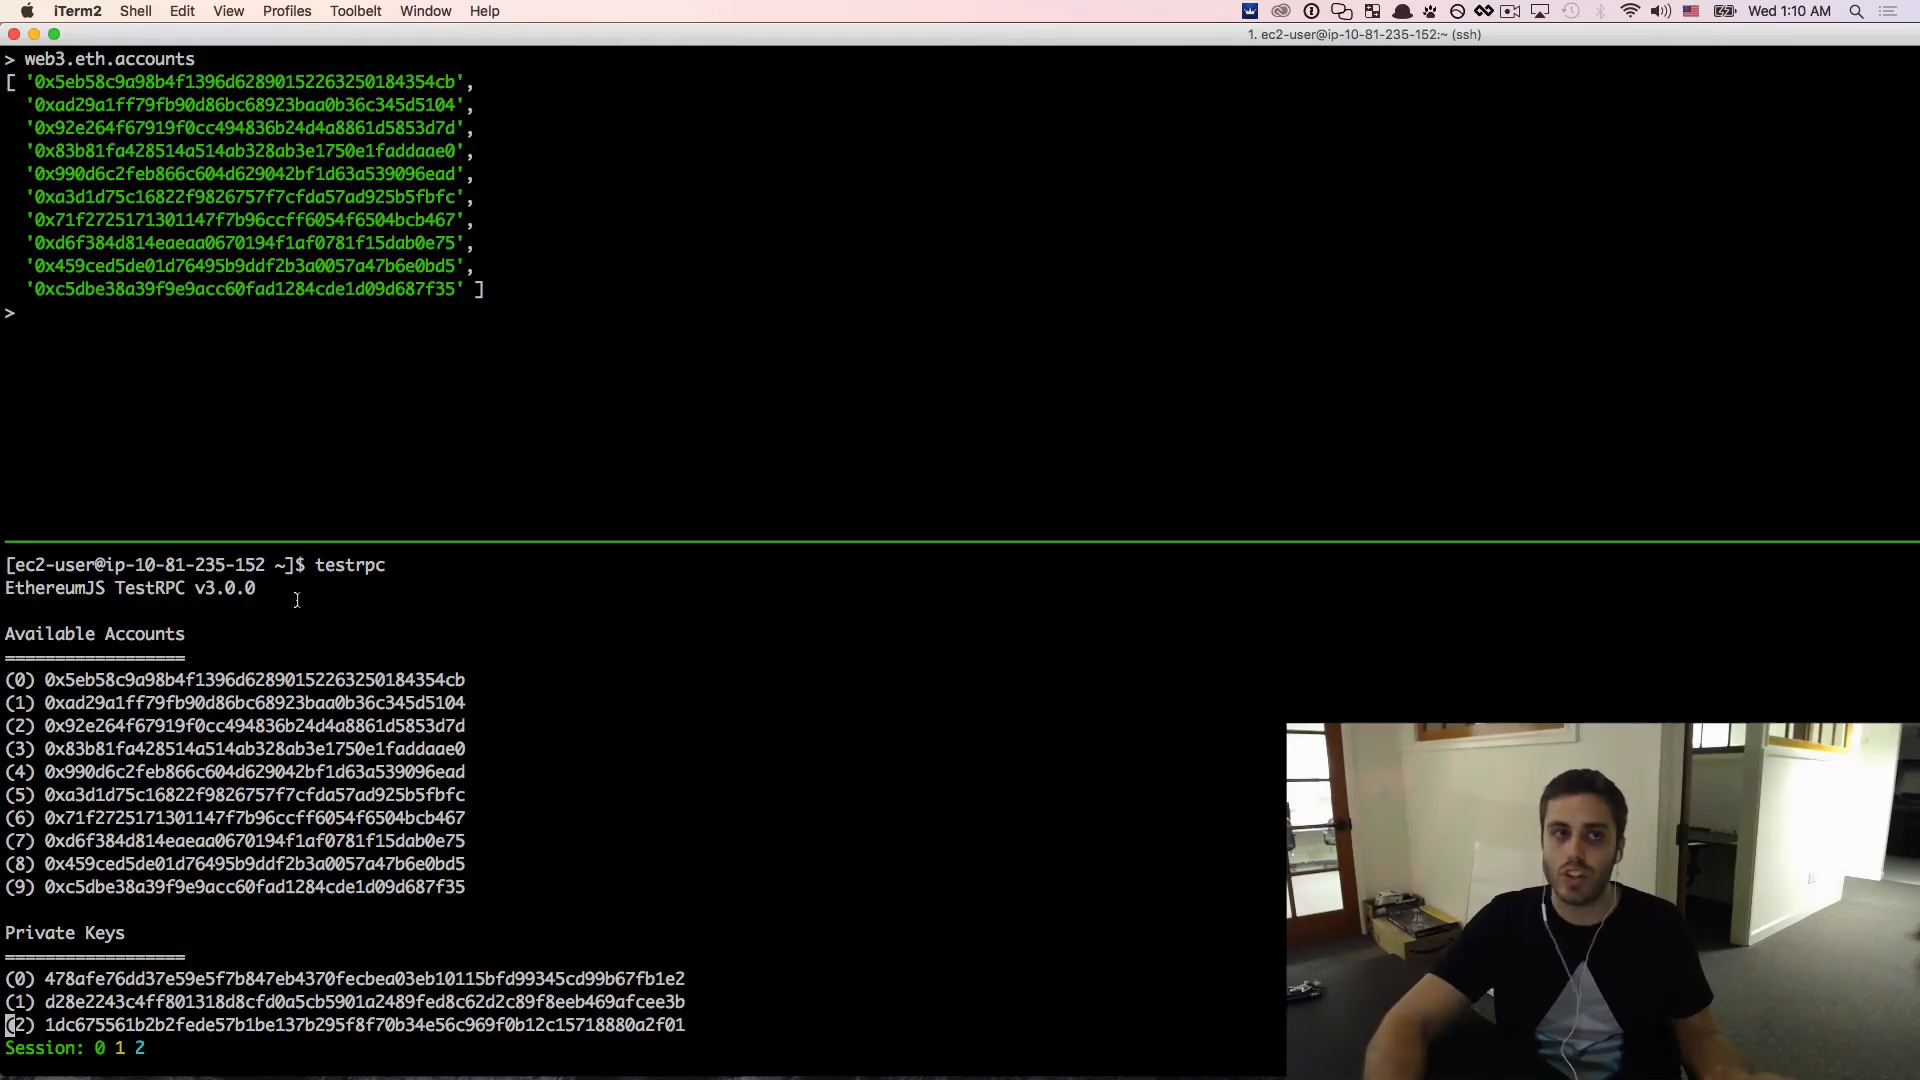 iTerm2 Shell Edit View Profiles Toolbelt Window Help Wed 1:10 AM
1. ec2-user@ip-10-81-235-152:~ (ssh)
> web3.eth.accounts
[ '0x5eb58c9a98b4f1396d62890152263250184354cb',
'0xad29a1ff79fb90d86bc68923baa0b36c345d5104',
'0x92e264f67919f0cc494836b24d4a8861d5853d7d',
'0x83b81fa428514a514ab328ab3e1750e1faddaae0',
'0x990d6c2feb866c604d629042bf1d63a539096ead',
'0xa3d1d75c16822f9826757f7cfda57ad925b5fbfc',
'0x71f2725171301147f7b96ccff6054f6504bcb467',
'0xd6f384d814eaeaa0670194f1af0781f15dab0e75',
'0x459ced5de01d76495b9ddf2b3a0057a47b6e0bd5',
'0xc5dbe38a39f9e9acc60fad1284cde1d09d687f35' ]
>
[ec2-user@ip-10-81-235-152 ~]$ testrpc
EthereumJS TestRPC v3.0.0
Available Accounts
==================
(0) 0x5eb58c9a98b4f1396d62890152263250184354cb
(1) 0xad29a1ff79fb90d86bc68923baa0b36c345d5104
(2) 0x92e264f67919f0cc494836b24d4a8861d5853d7d
(3) 0x83b81fa428514a514ab328ab3e1750e1faddaae0
(4) 0x990d6c2feb866c604d629042bf1d63a539096ead
(5) 0xa3d1d75c16822f9826757f7cfda57ad925b5fbfc
(6) 0x71f2725171301147f7b96ccff6054f6504bcb467
(7) 0xd6f384d814eaeaa0670194f1af0781f15dab0e75
(8) 0x459ced5de01d76495b9ddf2b3a0057a47b6e0bd5
(9) 0xc5dbe38a39f9e9acc60fad1284cde1d09d687f35
Private Keys
==================
(0) 478afe76dd37e59e5f7b847eb4370fecbea03eb10115bfd99345cd99b67fb1e2
(1) d28e2243c4ff801318d8cfd0a5cb5901a2489fed8c62d2c89f8eeb469afcee3b
(2) 1dc675561b2b2fede57b1be137b295f8f70b34e56c969f0b12c15718880a2f01
Session: 0 1 2